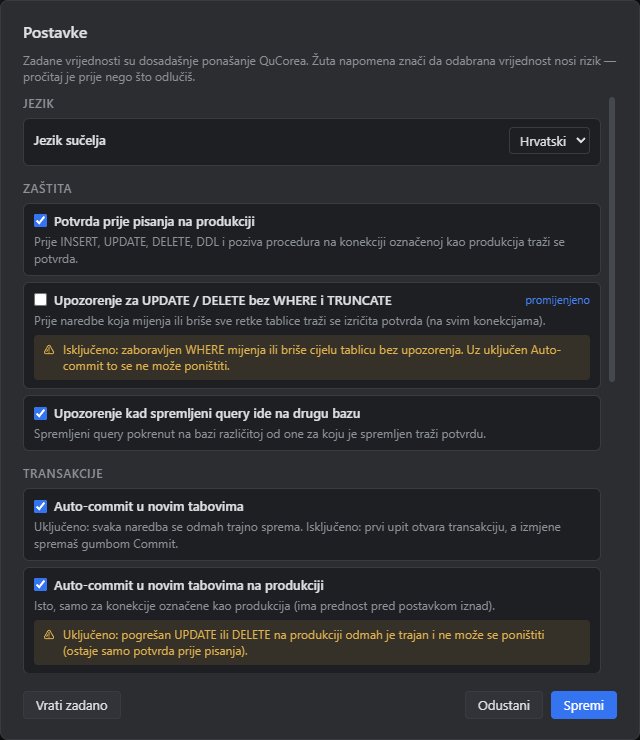 Postavke
Zadane vrijednosti su dosadašnje ponašanje QuCorea. Žuta napomena znači da odabrana vrijednost nosi rizik —
pročitaj je prije nego što odlučiš.
JEZIK
Jezik sučelja
Hrvatski
ZAŠTITA
Potvrda prije pisanja na produkciji
Prije INSERT, UPDATE, DELETE, DDL i poziva procedura na konekciji označenoj kao produkcija traži se
potvrda.
Upozorenje za UPDATE / DELETE bez WHERE i TRUNCATE
promijenjeno
Prije naredbe koja mijenja ili briše sve retke tablice traži se izričita potvrda (na svim konekcijama).
Isključeno: zaboravljen WHERE mijenja ili briše cijelu tablicu bez upozorenja. Uz uključen Auto-
commit to se ne može poništiti.
Upozorenje kad spremljeni query ide na drugu bazu
Spremljeni query pokrenut na bazi različitoj od one za koju je spremljen traži potvrdu.
TRANSAKCIJE
Auto-commit u novim tabovima
Uključeno: svaka naredba se odmah trajno sprema. Isključeno: prvi upit otvara transakciju, a izmjene
spremaš gumbom Commit.
Auto-commit u novim tabovima na produkciji
Isto, samo za konekcije označene kao produkcija (ima prednost pred postavkom iznad).
Uključeno: pogrešan UPDATE ili DELETE na produkciji odmah je trajan i ne može se poništiti
(ostaje samo potvrda prije pisanja).
Vrati zadano
Odustani
Spremi